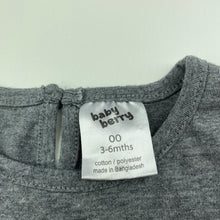 baby
berry
00
3-6mths
cotton / polyester
made in Bangladesh